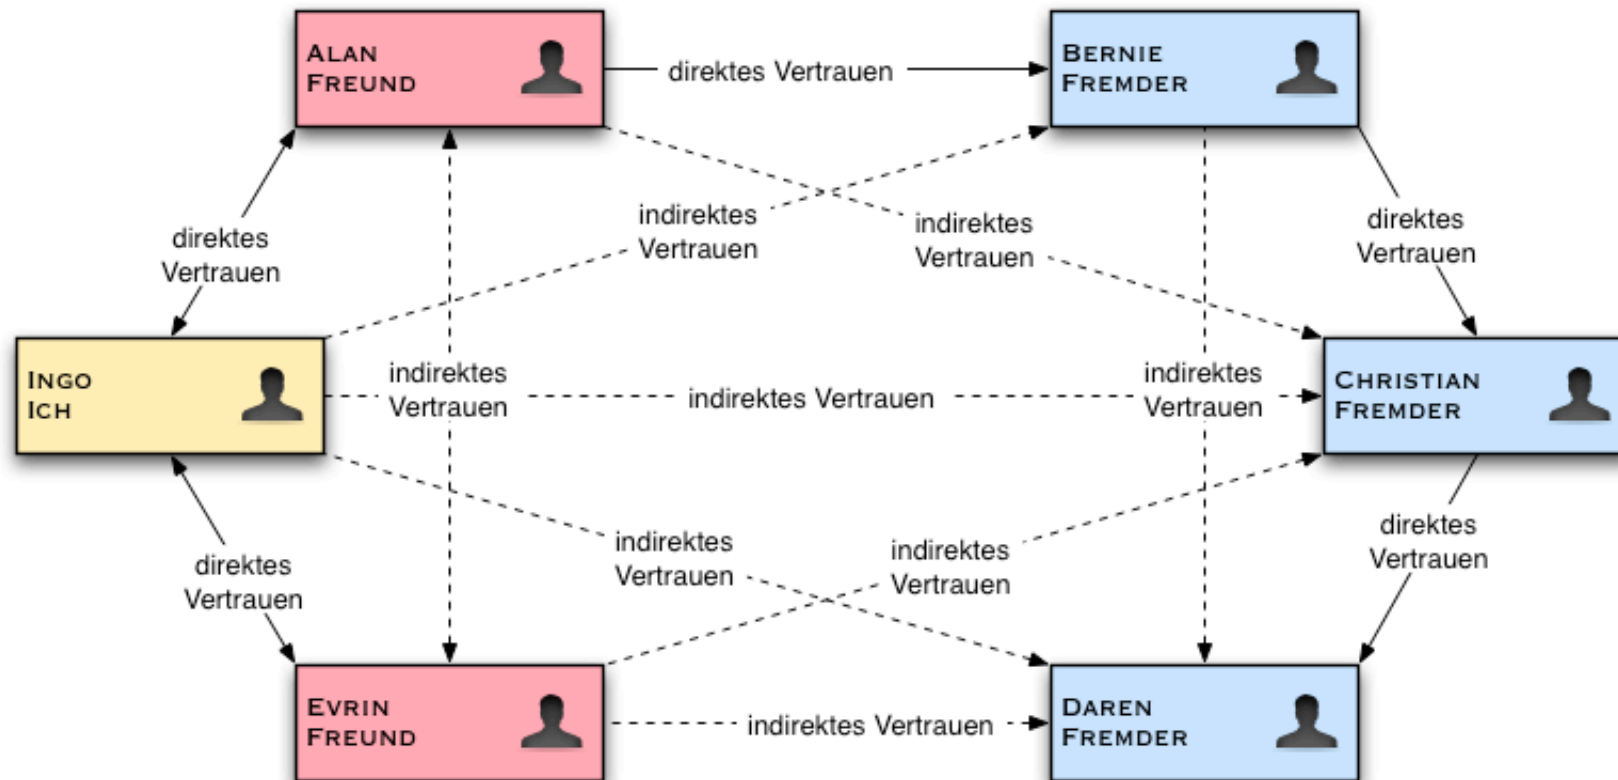 ALAN
FREUND
direktes Vertrauen
BERNIE
FREMDER
direktes
Vertrauen
indirektes
Vertrauen
indirektes
Vertrauen
direktes
Vertrauen
INGO
ICH
indirektes
Vertrauen
indirektes Vertrauen
indirektes
Vertrauen
CHRISTIAN
FREMDER
direktes
Vertrauen
indirektes
Vertrauen
indirektes
Vertrauen
direktes
Vertrauen
EVRIN
FREUND
indirektes Vertrauen
DAREN
FREMDER